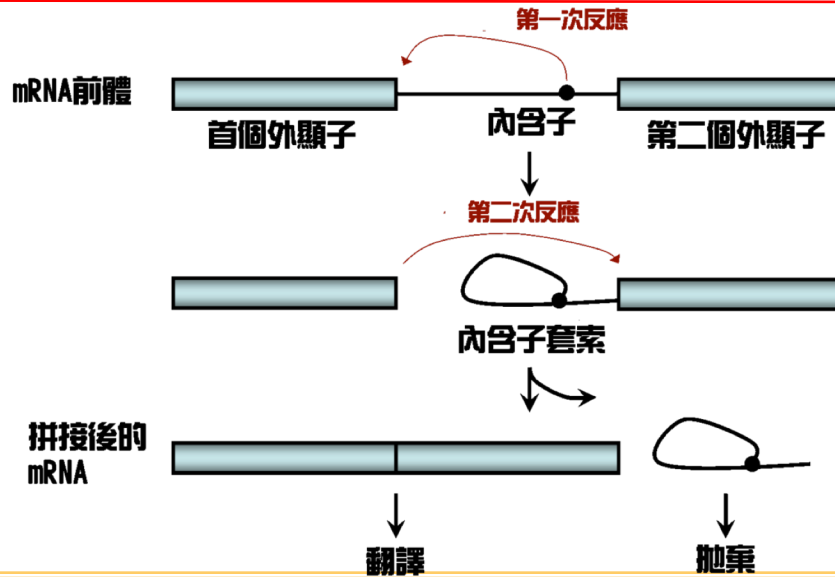 第一次反應
mRNA前體
首個外顯子
內含子
第二個外顯子
第二次反應
內含子套索
拼接後的
mRNA
翻譯
拋棄